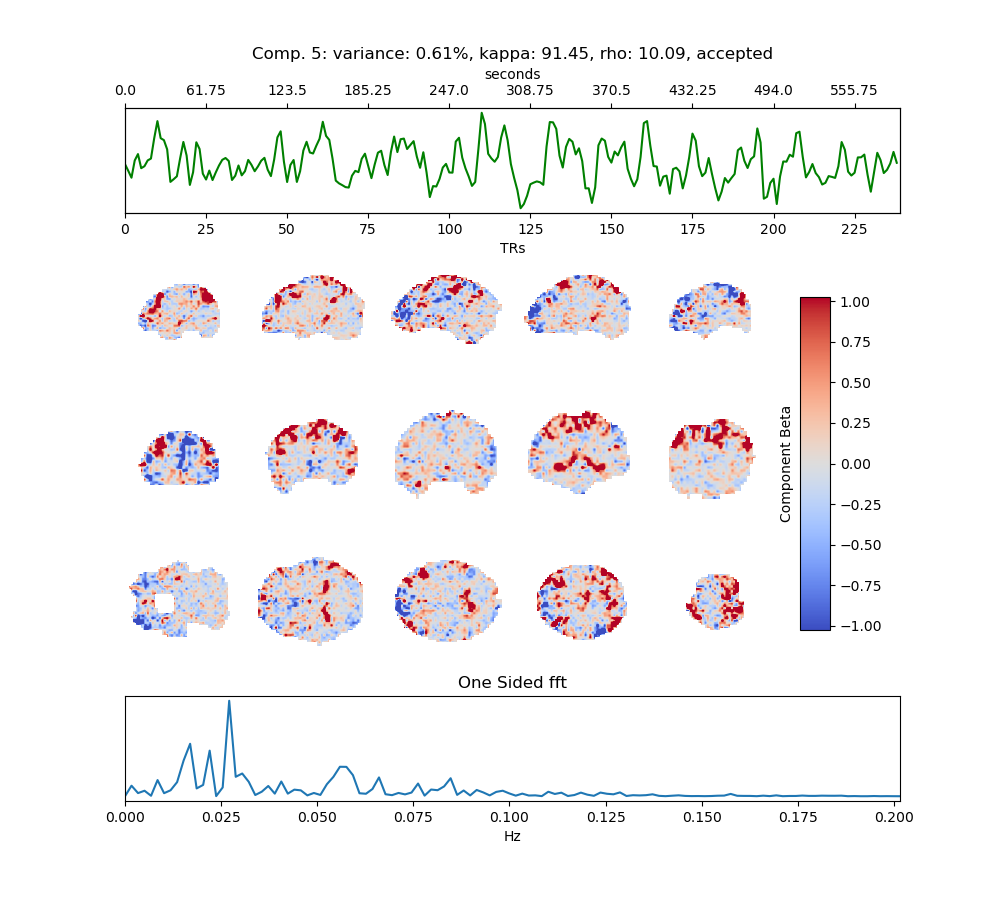 Comp. 5: variance: 0.61%, kappa: 91.45, rho: 10.09, accepted
seconds
0.0 61.75 123.5 185.25 247.0 308.75 370.5 432.25 494.0 555.75
0 25 50 75 100 125 150 175 200 225
TRs
1.00
0.75
0.50
0.25
0.00
−0.25
−0.50
−0.75
−1.00
Component Beta
One Sided fft
0.000 0.025 0.050 0.075 0.100 0.125 0.150 0.175 0.200
Hz